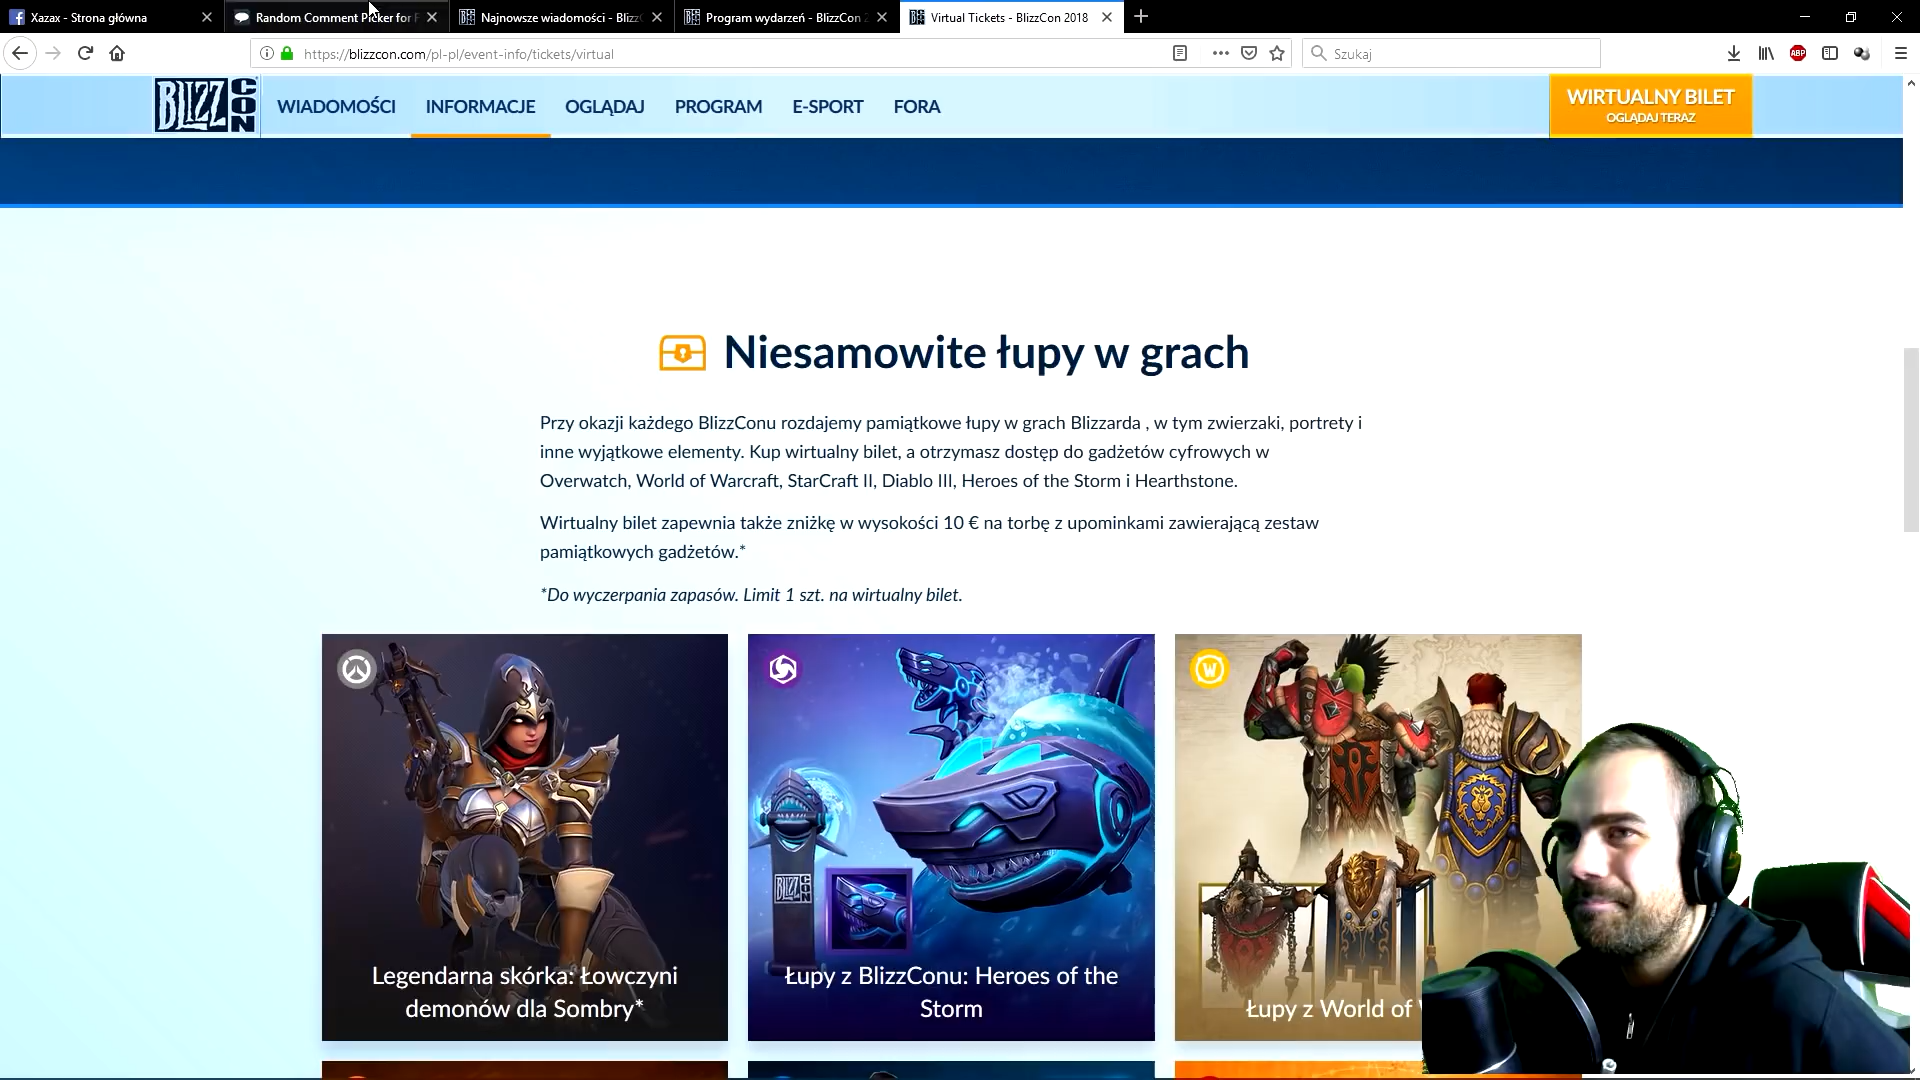 Xazax - Strona główna
Random Comment Picker for F
Najnowsze wiadomości - Blizz
Program wydarzeń - BlizzCon 2
Virtual Tickets - BlizzCon 2018
https://blizzcon.com/pl-pl/event-info/tickets/virtual
Szukaj
ABP
BLIZZ CON
WIADOMOŚCI
INFORMACJE
OGLĄDAJ
PROGRAM
E-SPORT
FORA
WIRTUALNY BILET
OGLĄDAJ TERAZ
Niesamowite łupy w grach
Przy okazji każdego BlizzConu rozdajemy pamiątkowe łupy w grach Blizzarda , w tym zwierzaki, portrety i
inne wyjątkowe elementy. Kup wirtualny bilet, a otrzymasz dostęp do gadżetów cyfrowych w
Overwatch, World of Warcraft, StarCraft II, Diablo III, Heroes of the Storm i Hearthstone.
Wirtualny bilet zapewnia także zniżkę w wysokości 10 € na torbę z upominkami zawierającą zestaw
pamiątkowych gadżetów.*
*Do wyczerpania zapasów. Limit 1 szt. na wirtualny bilet.
Legendarna skórka: Łowczyni
demonów dla Sombry*
BLIZZ CON
Łupy z BlizzConu: Heroes of the
Storm
W
Łupy z World of